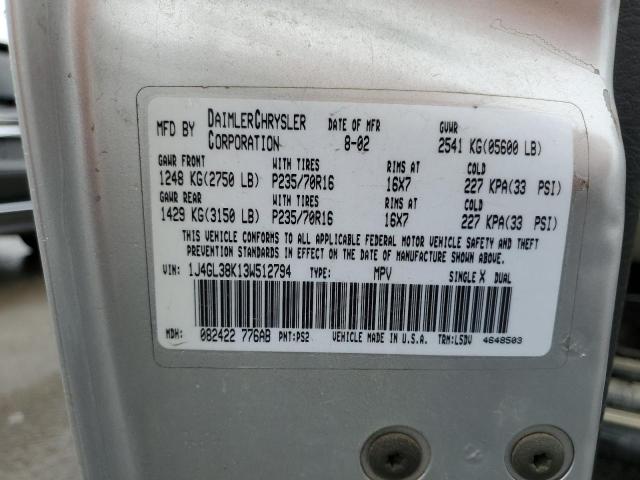 MFD BY DAIMLERCHRYSLER CORPORATION DATE OF MFR 8-02 GVWR 2541 KG(05600 LB)
GAWR FRONT WITH TIRES RIMS AT COLD
1248 KG(2750 LB) P235/70R16 16X7 227 KPA(33 PSI)
GAWR REAR WITH TIRES RIMS AT COLD
1429 KG(3150 LB) P235/70R16 16X7 227 KPA(33 PSI)
THIS VEHICLE CONFORMS TO ALL APPLICABLE FEDERAL MOTOR VEHICLE SAFETY AND THEFT
PREVENTION STANDARDS IN EFFECT ON THE DATE OF MANUFACTURE SHOWN ABOVE.
VIN: 1J4GL38K13W512794 TYPE: MPV SINGLE X DUAL
MDH: 082422 776AB PNT:PS2 VEHICLE MADE IN U.S.A. TRM:LSDV 4648503